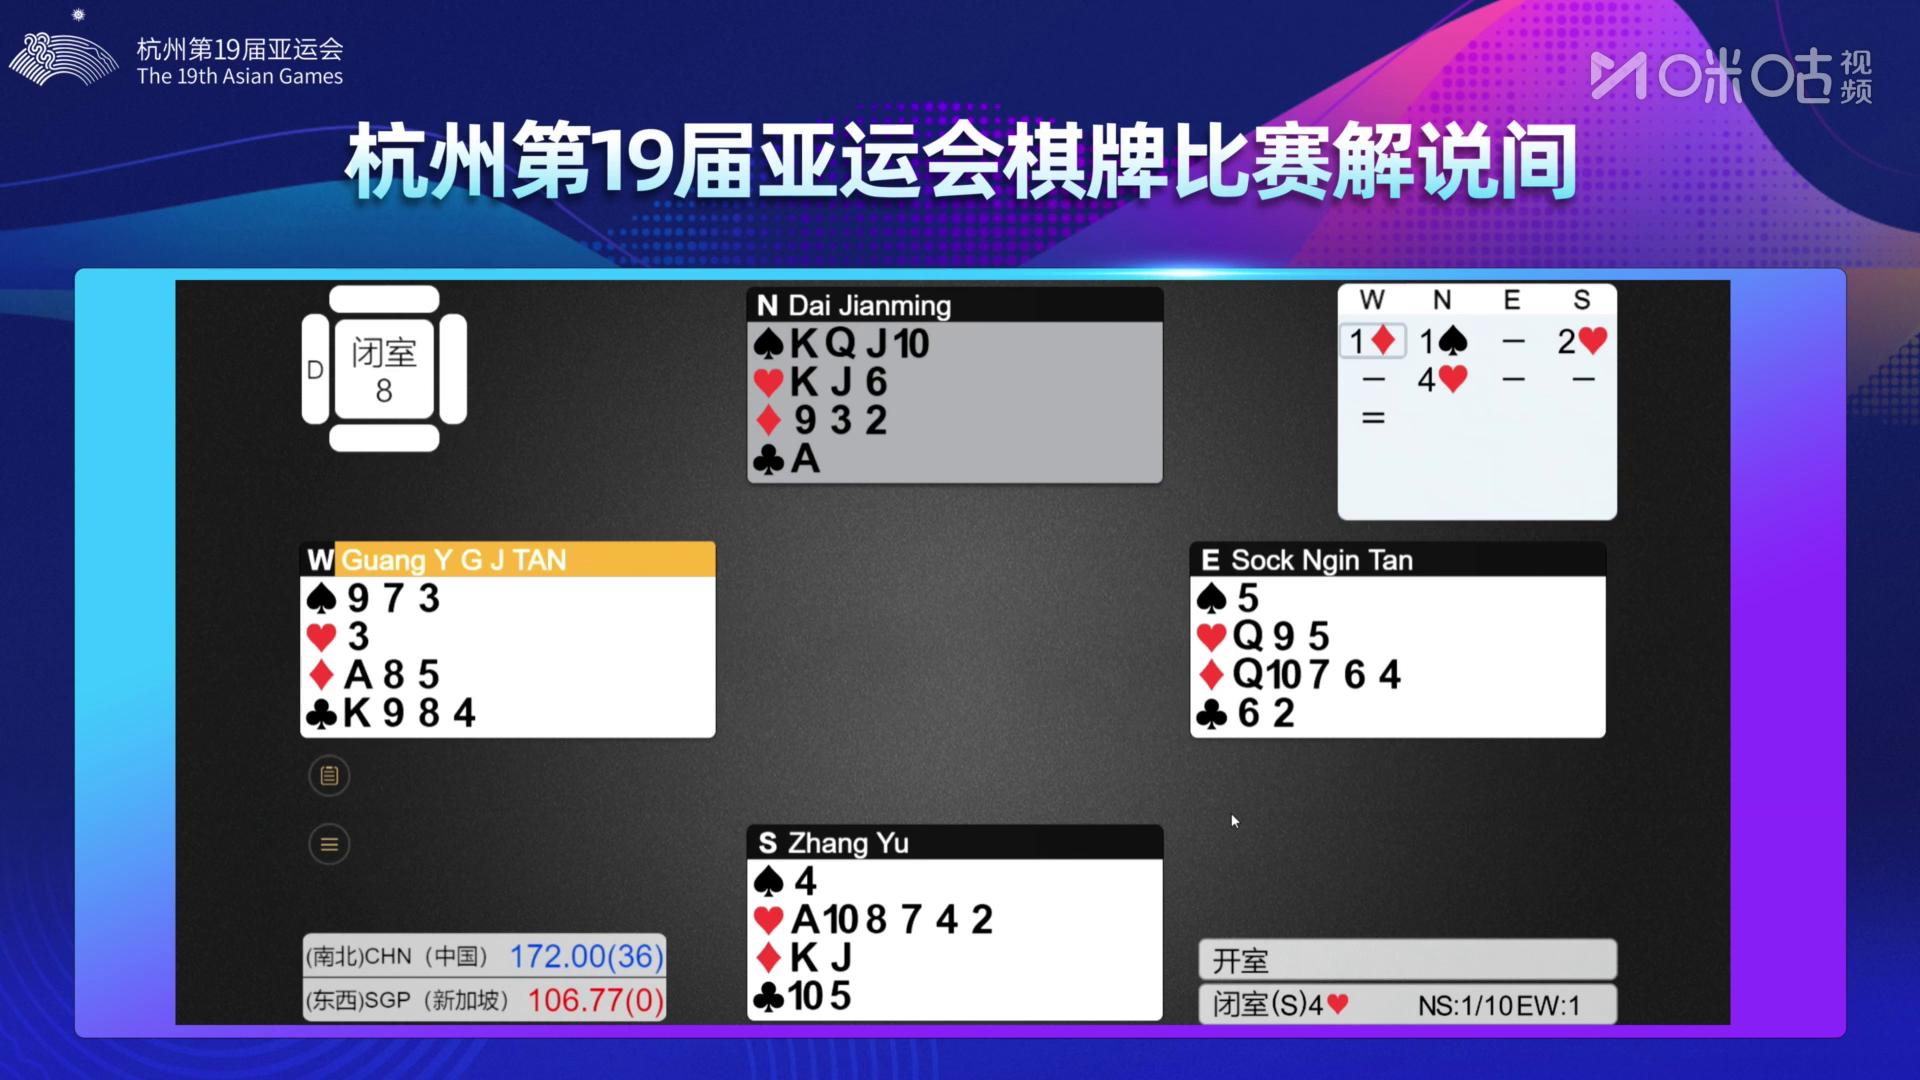 杭州第19届亚运会
The 19th Asian Games
咪咕视频
杭州第19届亚运会棋牌比赛解说间
D
闭室
8
N Dai Jianming
♠ K Q J 10
♥ K J 6
♦ 9 3 2
♣ A
W N E S
1♦ 1♠ – 2♥
– 4♥ – –
=
W Guang Y G J TAN
♠ 9 7 3
♥ 3
♦ A 8 5
♣ K 9 8 4
E Sock Ngin Tan
♠ 5
♥ Q 9 5
♦ Q 10 7 6 4
♣ 6 2
S Zhang Yu
♠ 4
♥ A 10 8 7 4 2
♦ K J
♣ 10 5
(南北)CHN（中国） 172.00(36)
(东西)SGP（新加坡） 106.77(0)
开室
闭室(S)4♥ NS:1/10 EW:1